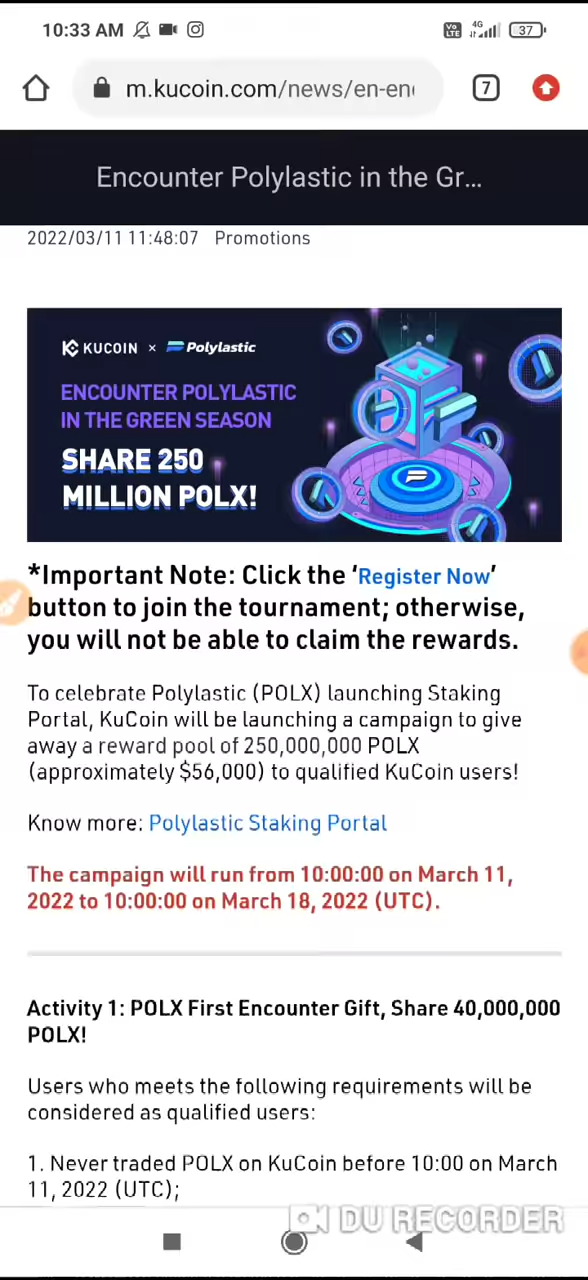 10:33 AM
VoLTE 4G 37
m.kucoin.com/news/en-en
7
Encounter Polylastic in the Gr...
2022/03/11 11:48:07 Promotions
KUCOIN × Polylastic
ENCOUNTER POLYLASTIC
IN THE GREEN SEASON
SHARE 250
MILLION POLX!
*Important Note: Click the ‘Register Now’
button to join the tournament; otherwise,
you will not be able to claim the rewards.
To celebrate Polylastic (POLX) launching Staking
Portal, KuCoin will be launching a campaign to give
away a reward pool of 250,000,000 POLX
(approximately $56,000) to qualified KuCoin users!
Know more: Polylastic Staking Portal
The campaign will run from 10:00:00 on March 11,
2022 to 10:00:00 on March 18, 2022 (UTC).
Activity 1: POLX First Encounter Gift, Share 40,000,000
POLX!
Users who meets the following requirements will be
considered as qualified users:
1. Never traded POLX on KuCoin before 10:00 on March
11, 2022 (UTC);
DU RECORDER